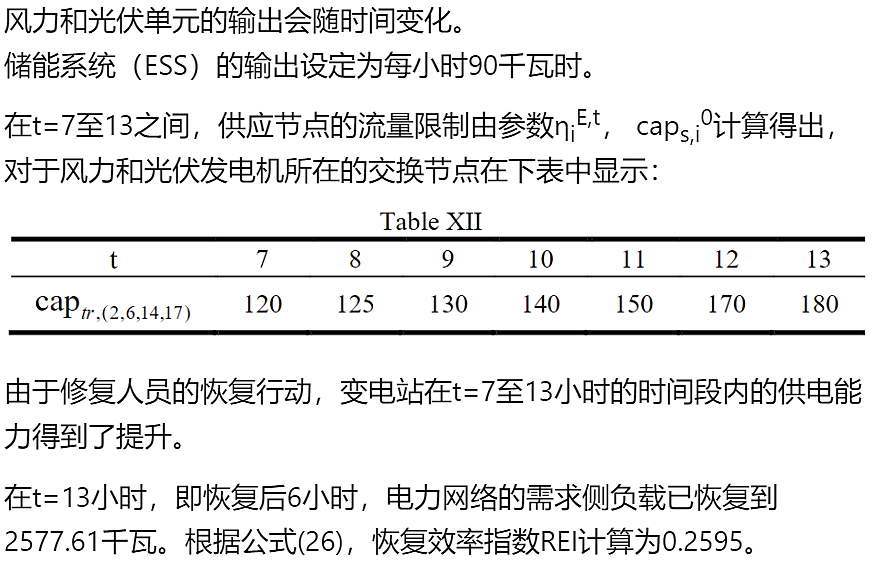 风力和光伏单元的输出会随时间变化。
储能系统（ESS）的输出设定为每小时90千瓦时。
在t=7至13之间，供应节点的流量限制由参数ηᵢᴱ,ᵗ， capₛ,ᵢ⁰计算得出，
对于风力和光伏发电机所在的交换节点在下表中显示：
Table XII
t 7 8 9 10 11 12 13
cap tr,(2,6,14,17) 120 125 130 140 150 170 180
由于修复人员的恢复行动，变电站在t=7至13小时的时间段内的供电能
力得到了提升。
在t=13小时，即恢复后6小时，电力网络的需求侧负载已恢复到
2577.61千瓦。根据公式(26)，恢复效率指数REI计算为0.2595。